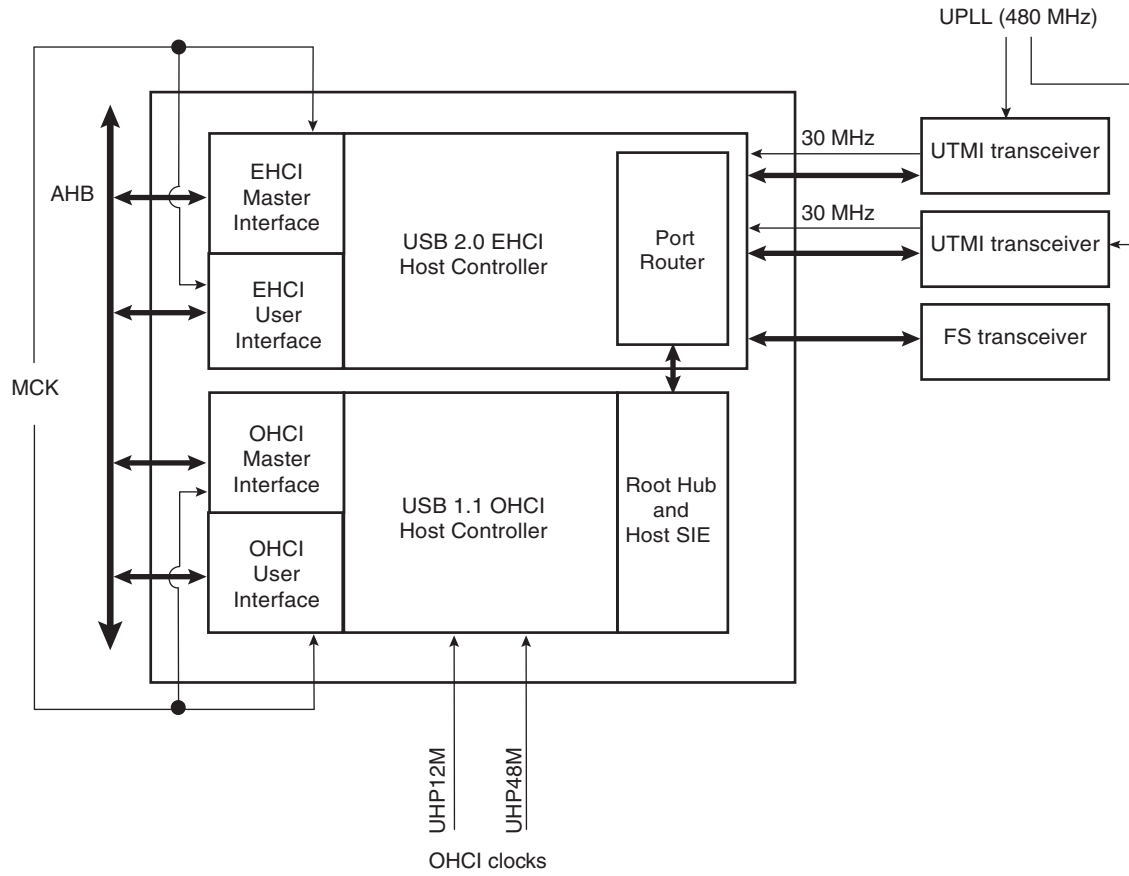 UPLL (480 MHz)
AHB
MCK
EHCI
Master
Interface
EHCI
User
Interface
USB 2.0 EHCI
Host Controller
Port
Router
30 MHz
UTMI transceiver
30 MHz
UTMI transceiver
FS transceiver
OHCI
Master
Interface
OHCI
User
Interface
USB 1.1 OHCI
Host Controller
Root Hub
and
Host SIE
UHP12M
UHP48M
OHCI clocks